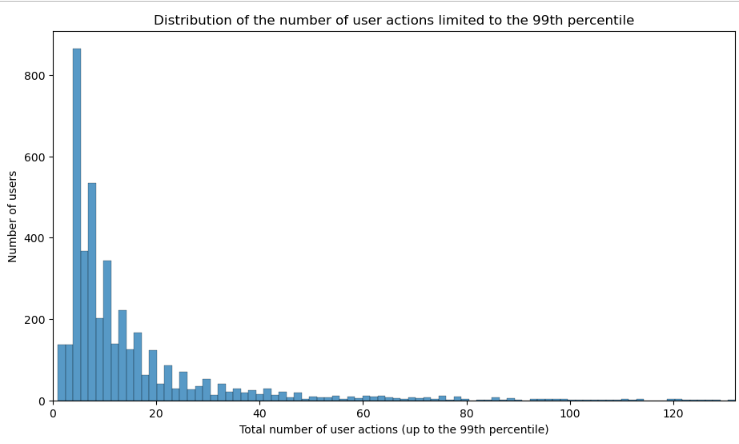 Distribution of the number of user actions limited to the 99th percentile
800
600
400
200
0
Number of users
0 20 40 60 80 100 120
Total number of user actions (up to the 99th percentile)